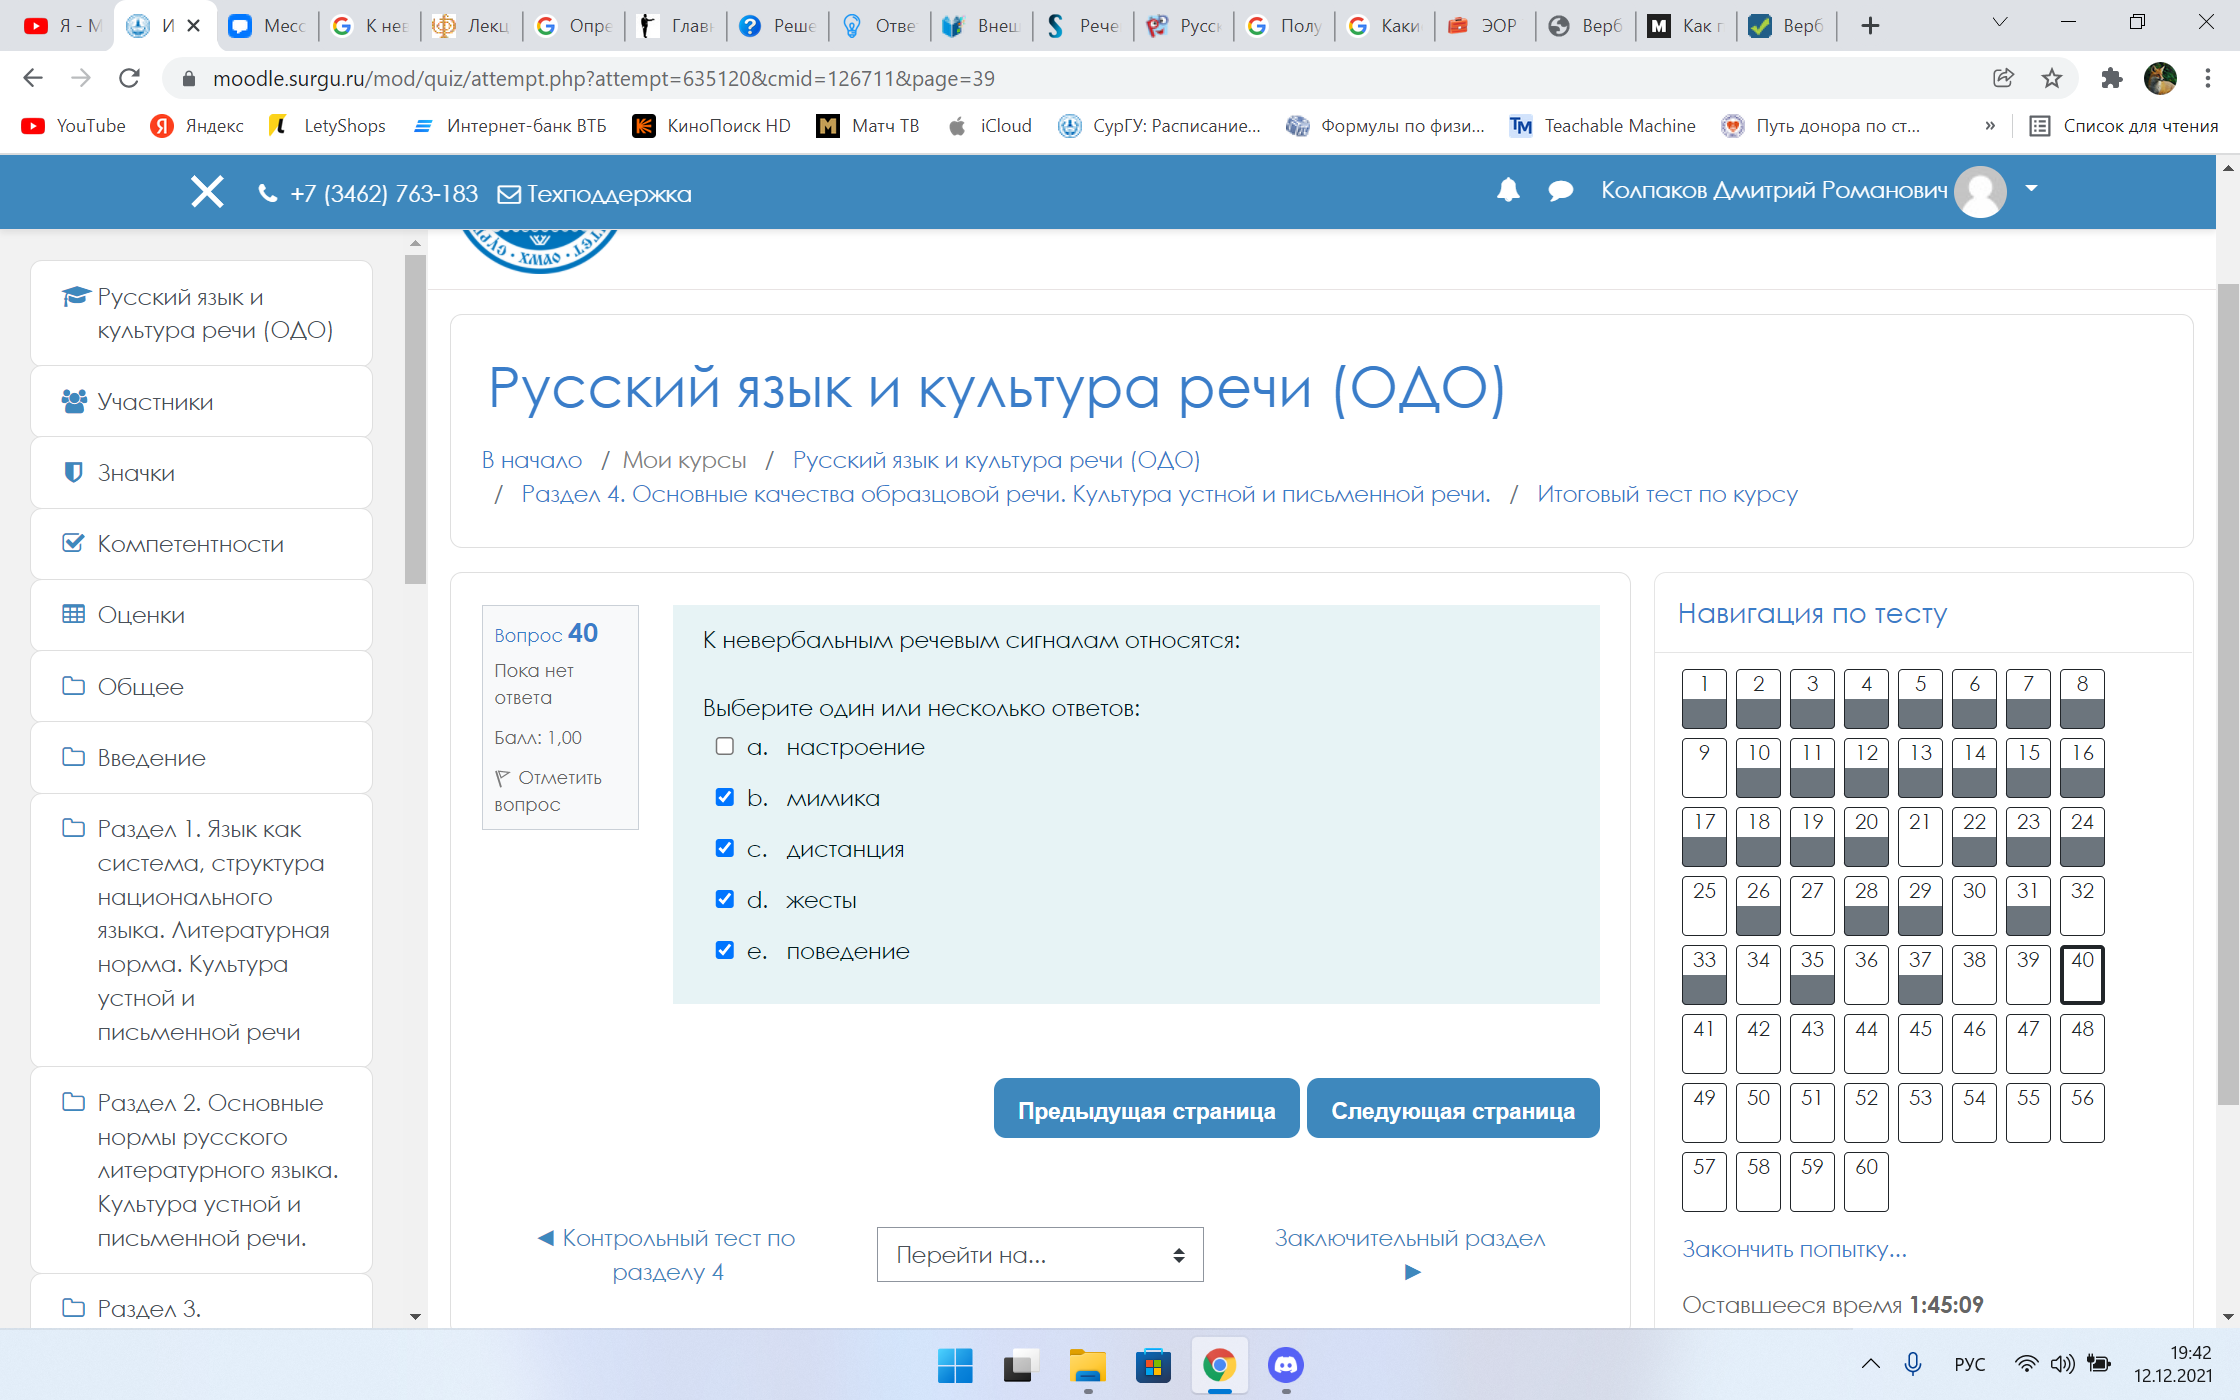 Я - М
И
Месс
К нев
Лекц
Опре
Главн
Реше
Отве
Внеш
Рече
Русск
Полу
Каки
ЭОР
Верб
Как п
Верб
moodle.surgu.ru/mod/quiz/attempt.php?attempt=635120&cmid=126711&page=39
YouTube
Яндекс
LetyShops
Интернет-банк ВТБ
КиноПоиск HD
Матч ТВ
iCloud
СурГУ: Расписание...
Формулы по физи...
Teachable Machine
Путь донора по ст...
»
Список для чтения
+7 (3462) 763-183 Техподдержка
Колпаков Дмитрий Романович
Русский язык и
культура речи (ОДО)
Участники
Значки
Компетентности
Оценки
Общее
Введение
Раздел 1. Язык как
система, структура
национального
языка. Литературная
норма. Культура
устной и
письменной речи
Раздел 2. Основные
нормы русского
литературного языка.
Культура устной и
письменной речи.
Раздел 3.
Русский язык и культура речи (ОДО)
В начало / Мои курсы / Русский язык и культура речи (ОДО)
/ Раздел 4. Основные качества образцовой речи. Культура устной и письменной речи. / Итоговый тест по курсу
Вопрос 40
Пока нет
ответа
Балл: 1,00
Отметить
вопрос
К невербальным речевым сигналам относятся:
Выберите один или несколько ответов:
a. настроение
b. мимика
c. дистанция
d. жесты
e. поведение
Предыдущая страница
Следующая страница
◄ Контрольный тест по
разделу 4
Перейти на...
Заключительный раздел
►
Навигация по тесту
1 2 3 4 5 6 7 8
9 10 11 12 13 14 15 16
17 18 19 20 21 22 23 24
25 26 27 28 29 30 31 32
33 34 35 36 37 38 39 40
41 42 43 44 45 46 47 48
49 50 51 52 53 54 55 56
57 58 59 60
Закончить попытку...
Оставшееся время 1:45:09
РУС
19:42
12.12.2021